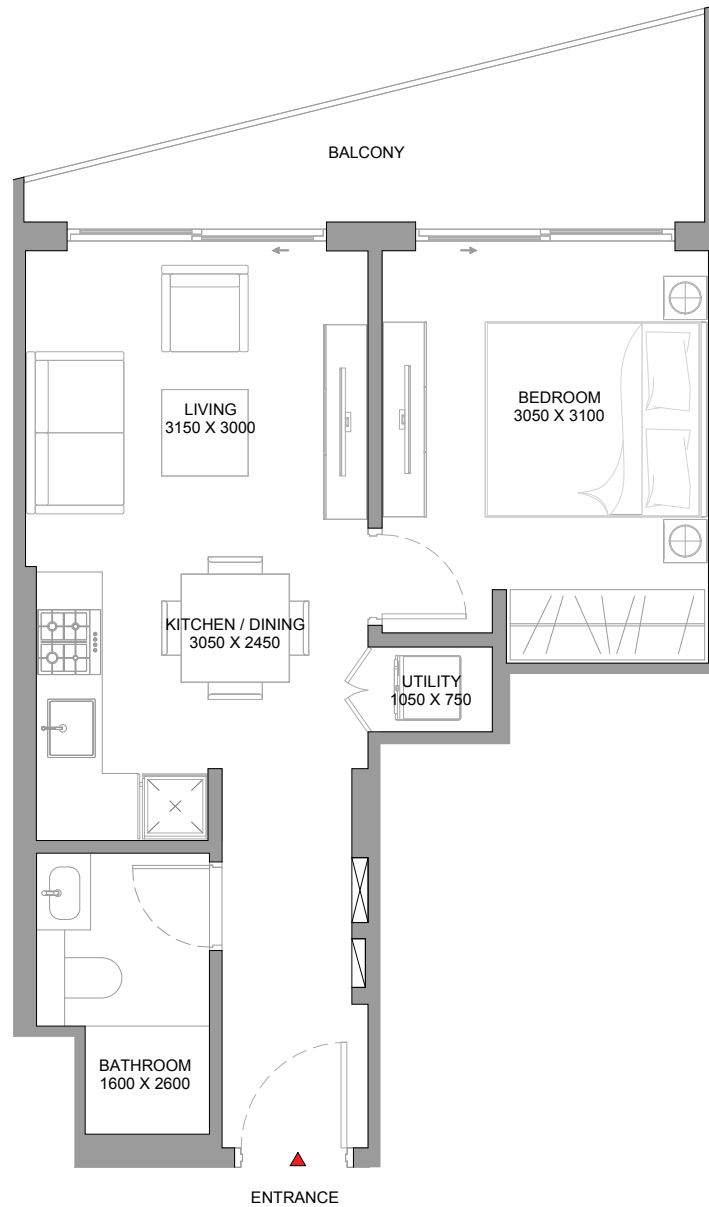 BALCONY
LIVING
3150 X 3000
BEDROOM
3050 X 3100
KITCHEN / DINING
3050 X 2450
UTILITY
1050 X 750
BATHROOM
1600 X 2600
ENTRANCE